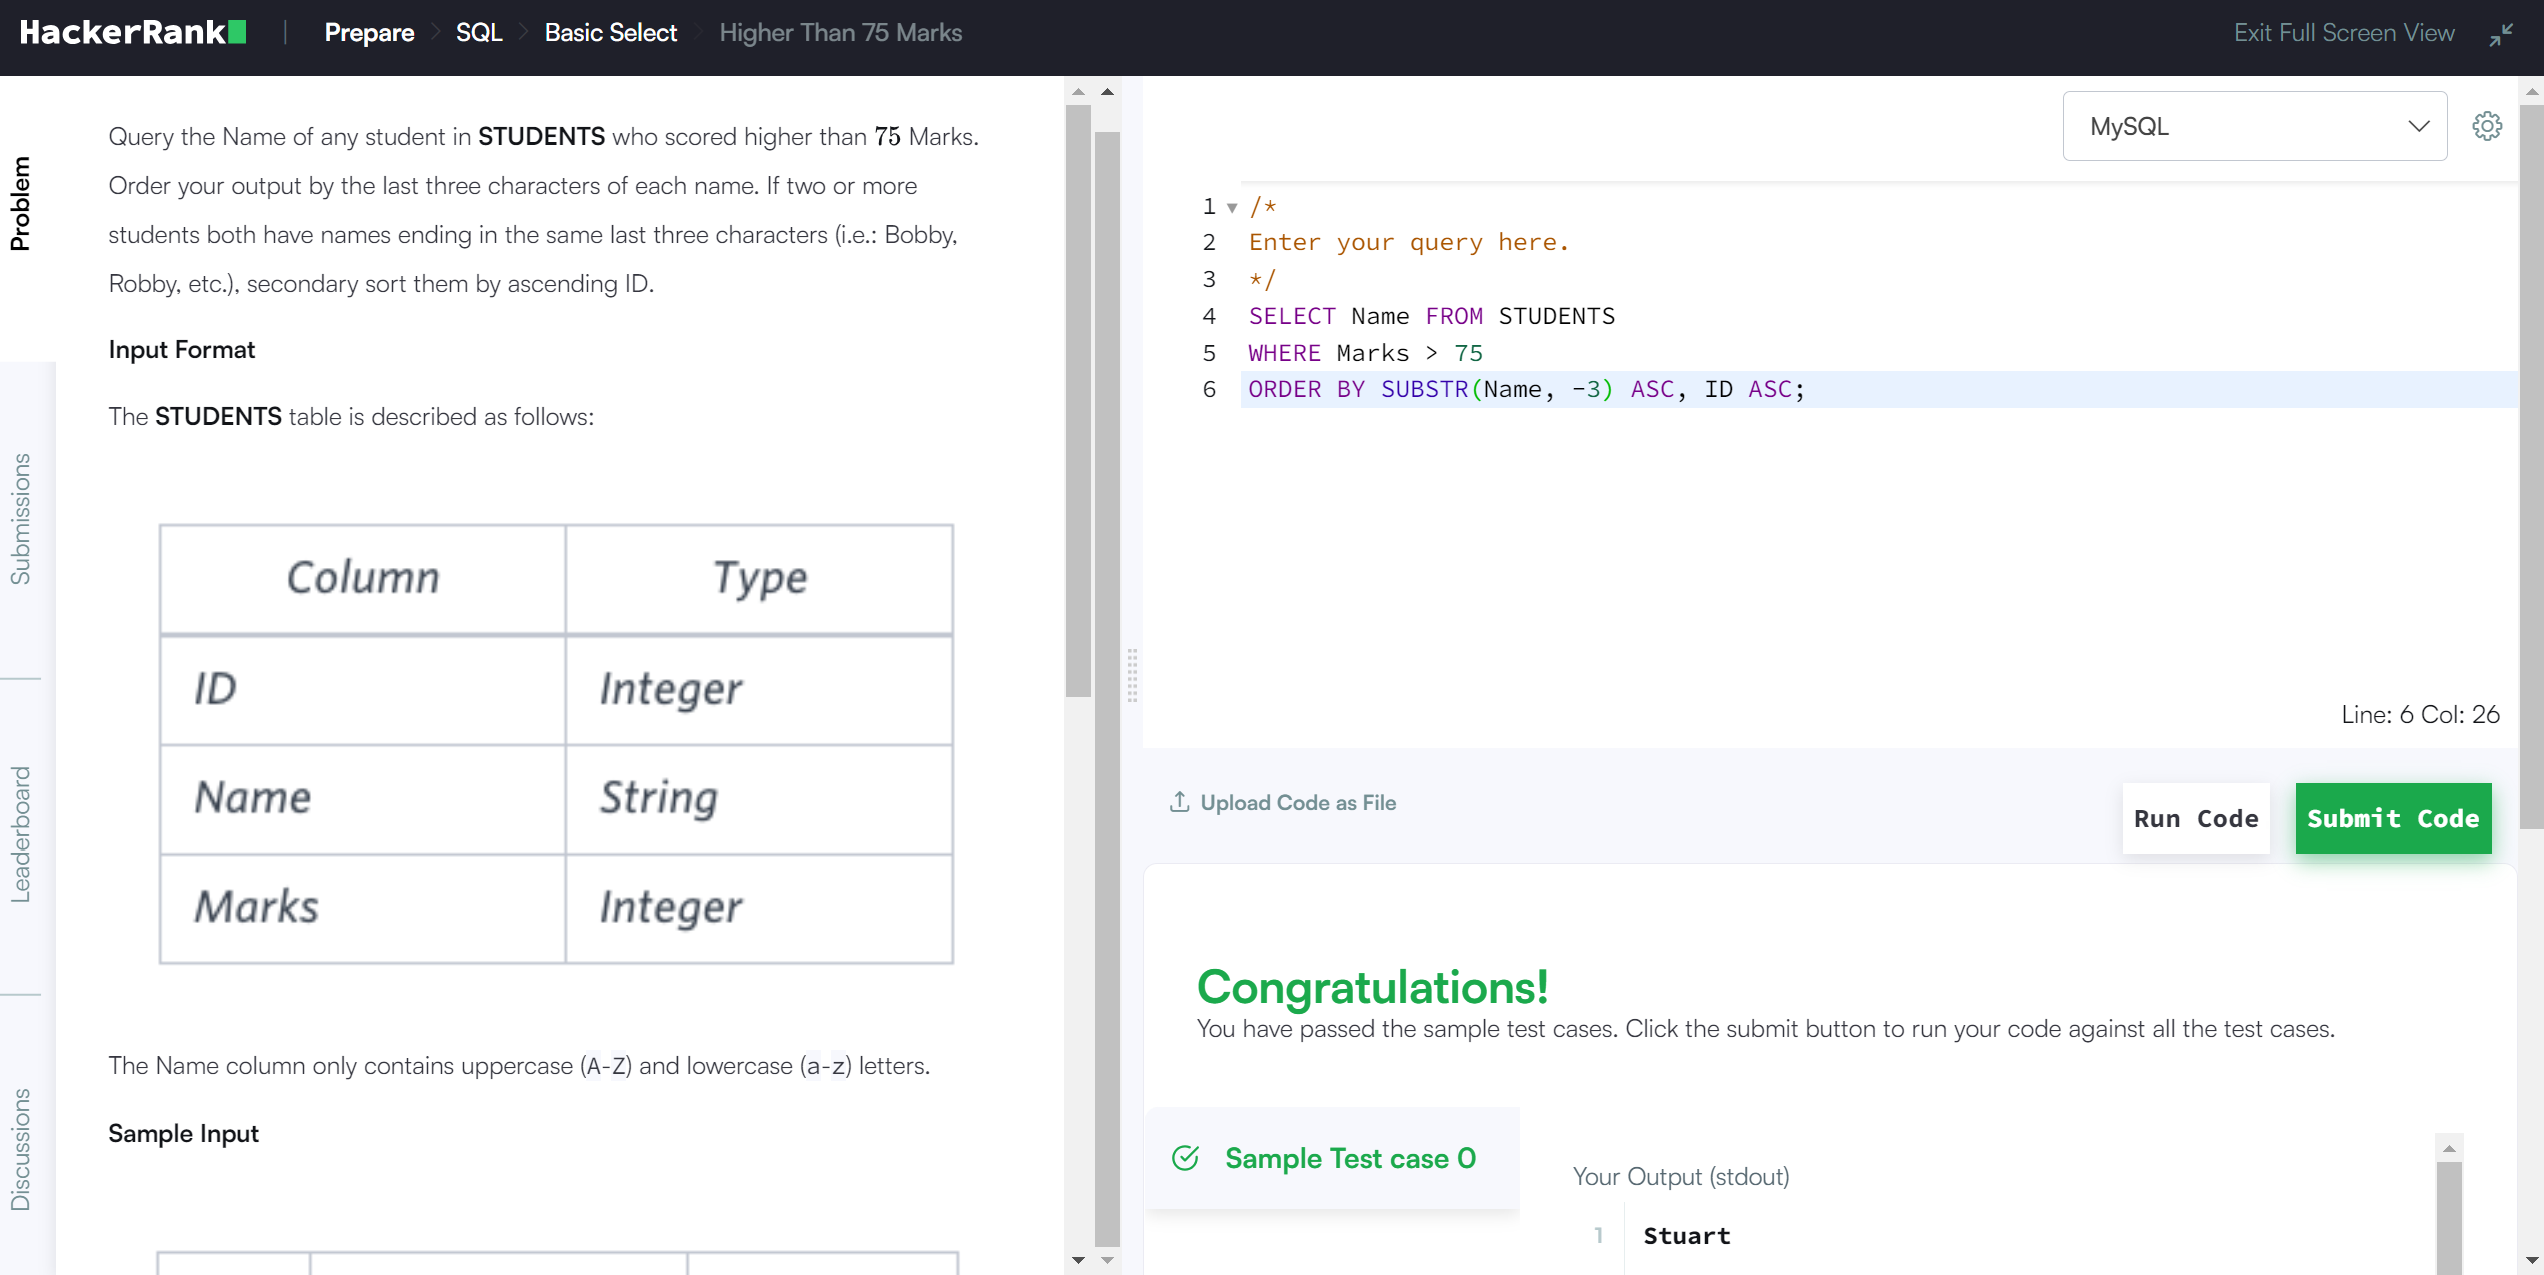 HackerRank | Prepare > SQL > Basic Select > Higher Than 75 Marks Exit Full Screen View
Problem
Submissions
Leaderboard
Discussions
Query the Name of any student in STUDENTS who scored higher than 75 Marks.
Order your output by the last three characters of each name. If two or more
students both have names ending in the same last three characters (i.e.: Bobby,
Robby, etc.), secondary sort them by ascending ID.
Input Format
The STUDENTS table is described as follows:
Column Type
ID Integer
Name String
Marks Integer
The Name column only contains uppercase (A-Z) and lowercase (a-z) letters.
Sample Input
MySQL
1 /*
2 Enter your query here.
3 */
4 SELECT Name FROM STUDENTS
5 WHERE Marks > 75
6 ORDER BY SUBSTR(Name, -3) ASC, ID ASC;
Line: 6 Col: 26
Upload Code as File
Run Code
Submit Code
Congratulations!
You have passed the sample test cases. Click the submit button to run your code against all the test cases.
Sample Test case 0
Your Output (stdout)
1 Stuart